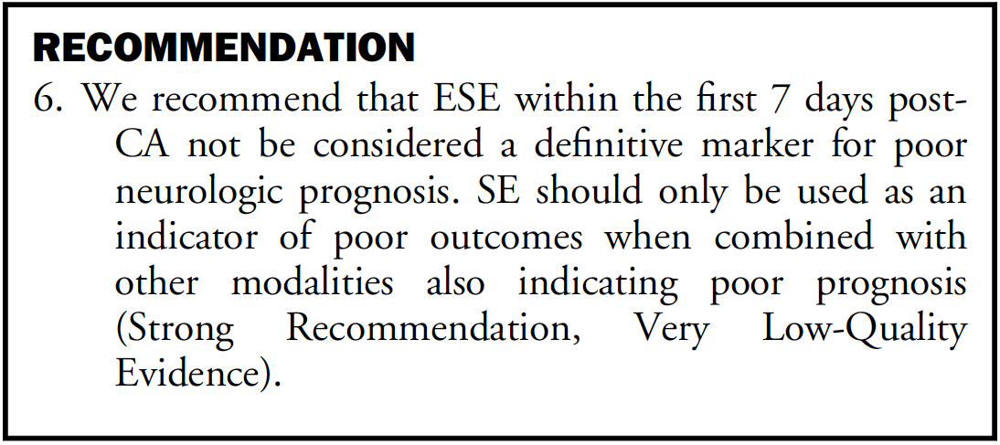 RECOMMENDATION
6. We recommend that ESE within the first 7 days post-
CA not be considered a definitive marker for poor
neurologic prognosis. SE should only be used as an
indicator of poor outcomes when combined with
other modalities also indicating poor prognosis
(Strong Recommendation, Very Low-Quality
Evidence).